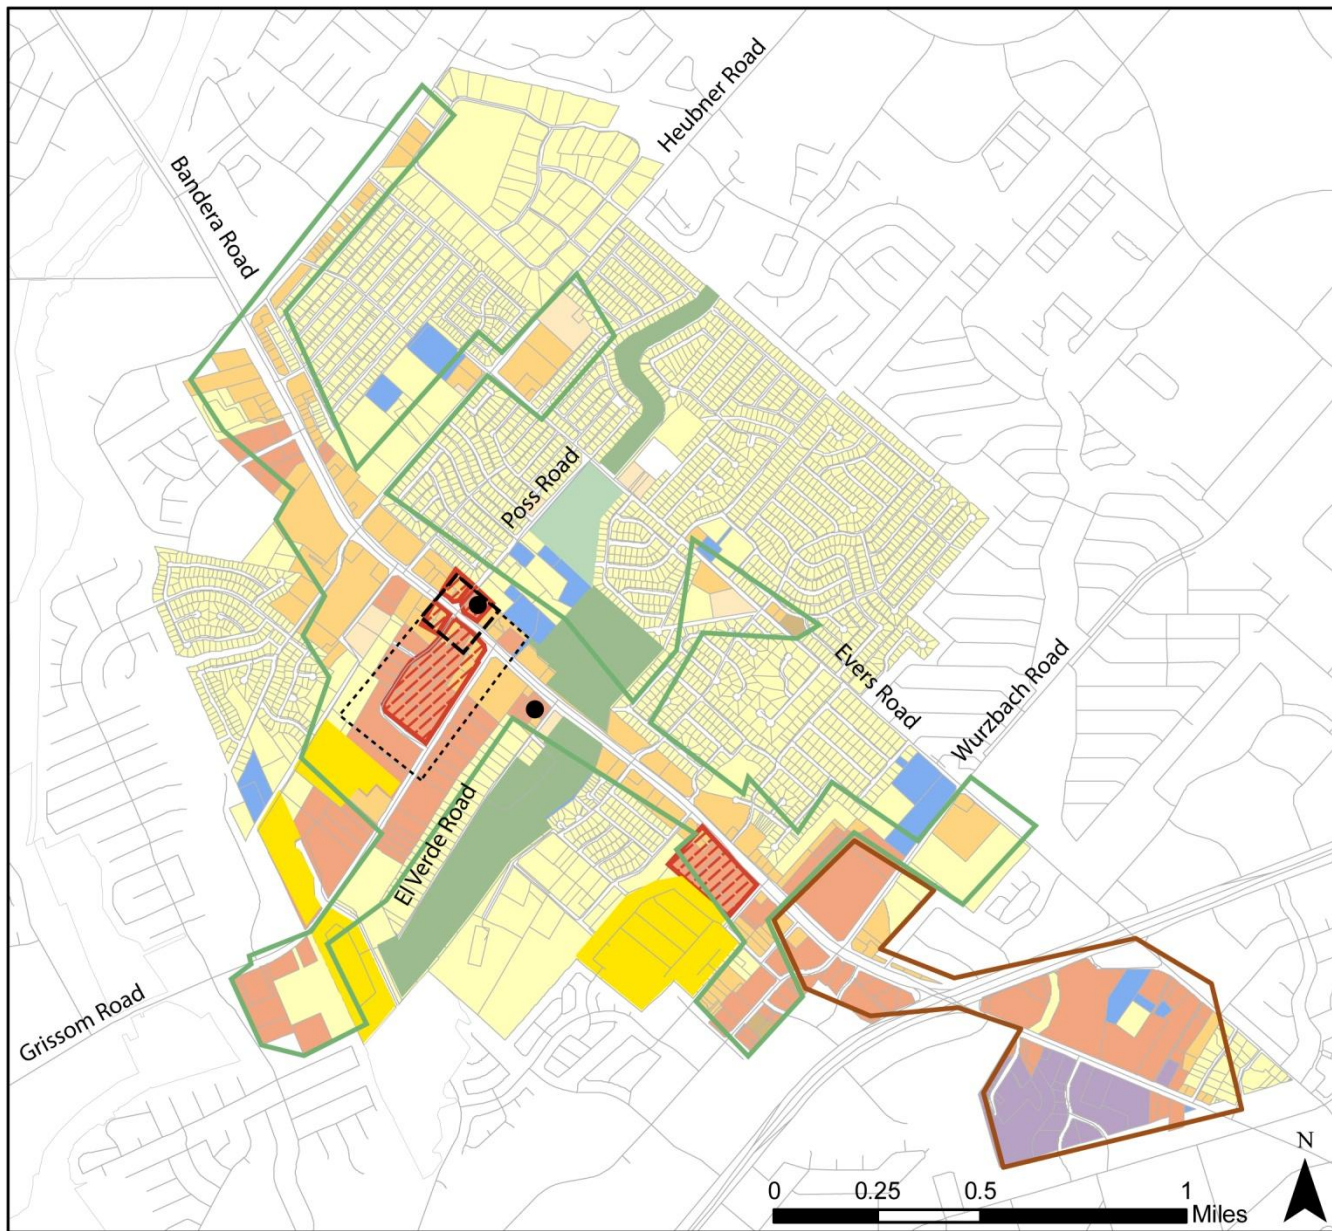 Heubner Road
Bandera Road
Poss Road
Evers Road
Wurzbach Road
El Verde Road
Grissom Road
N
0 0.25 0.5 1
Miles